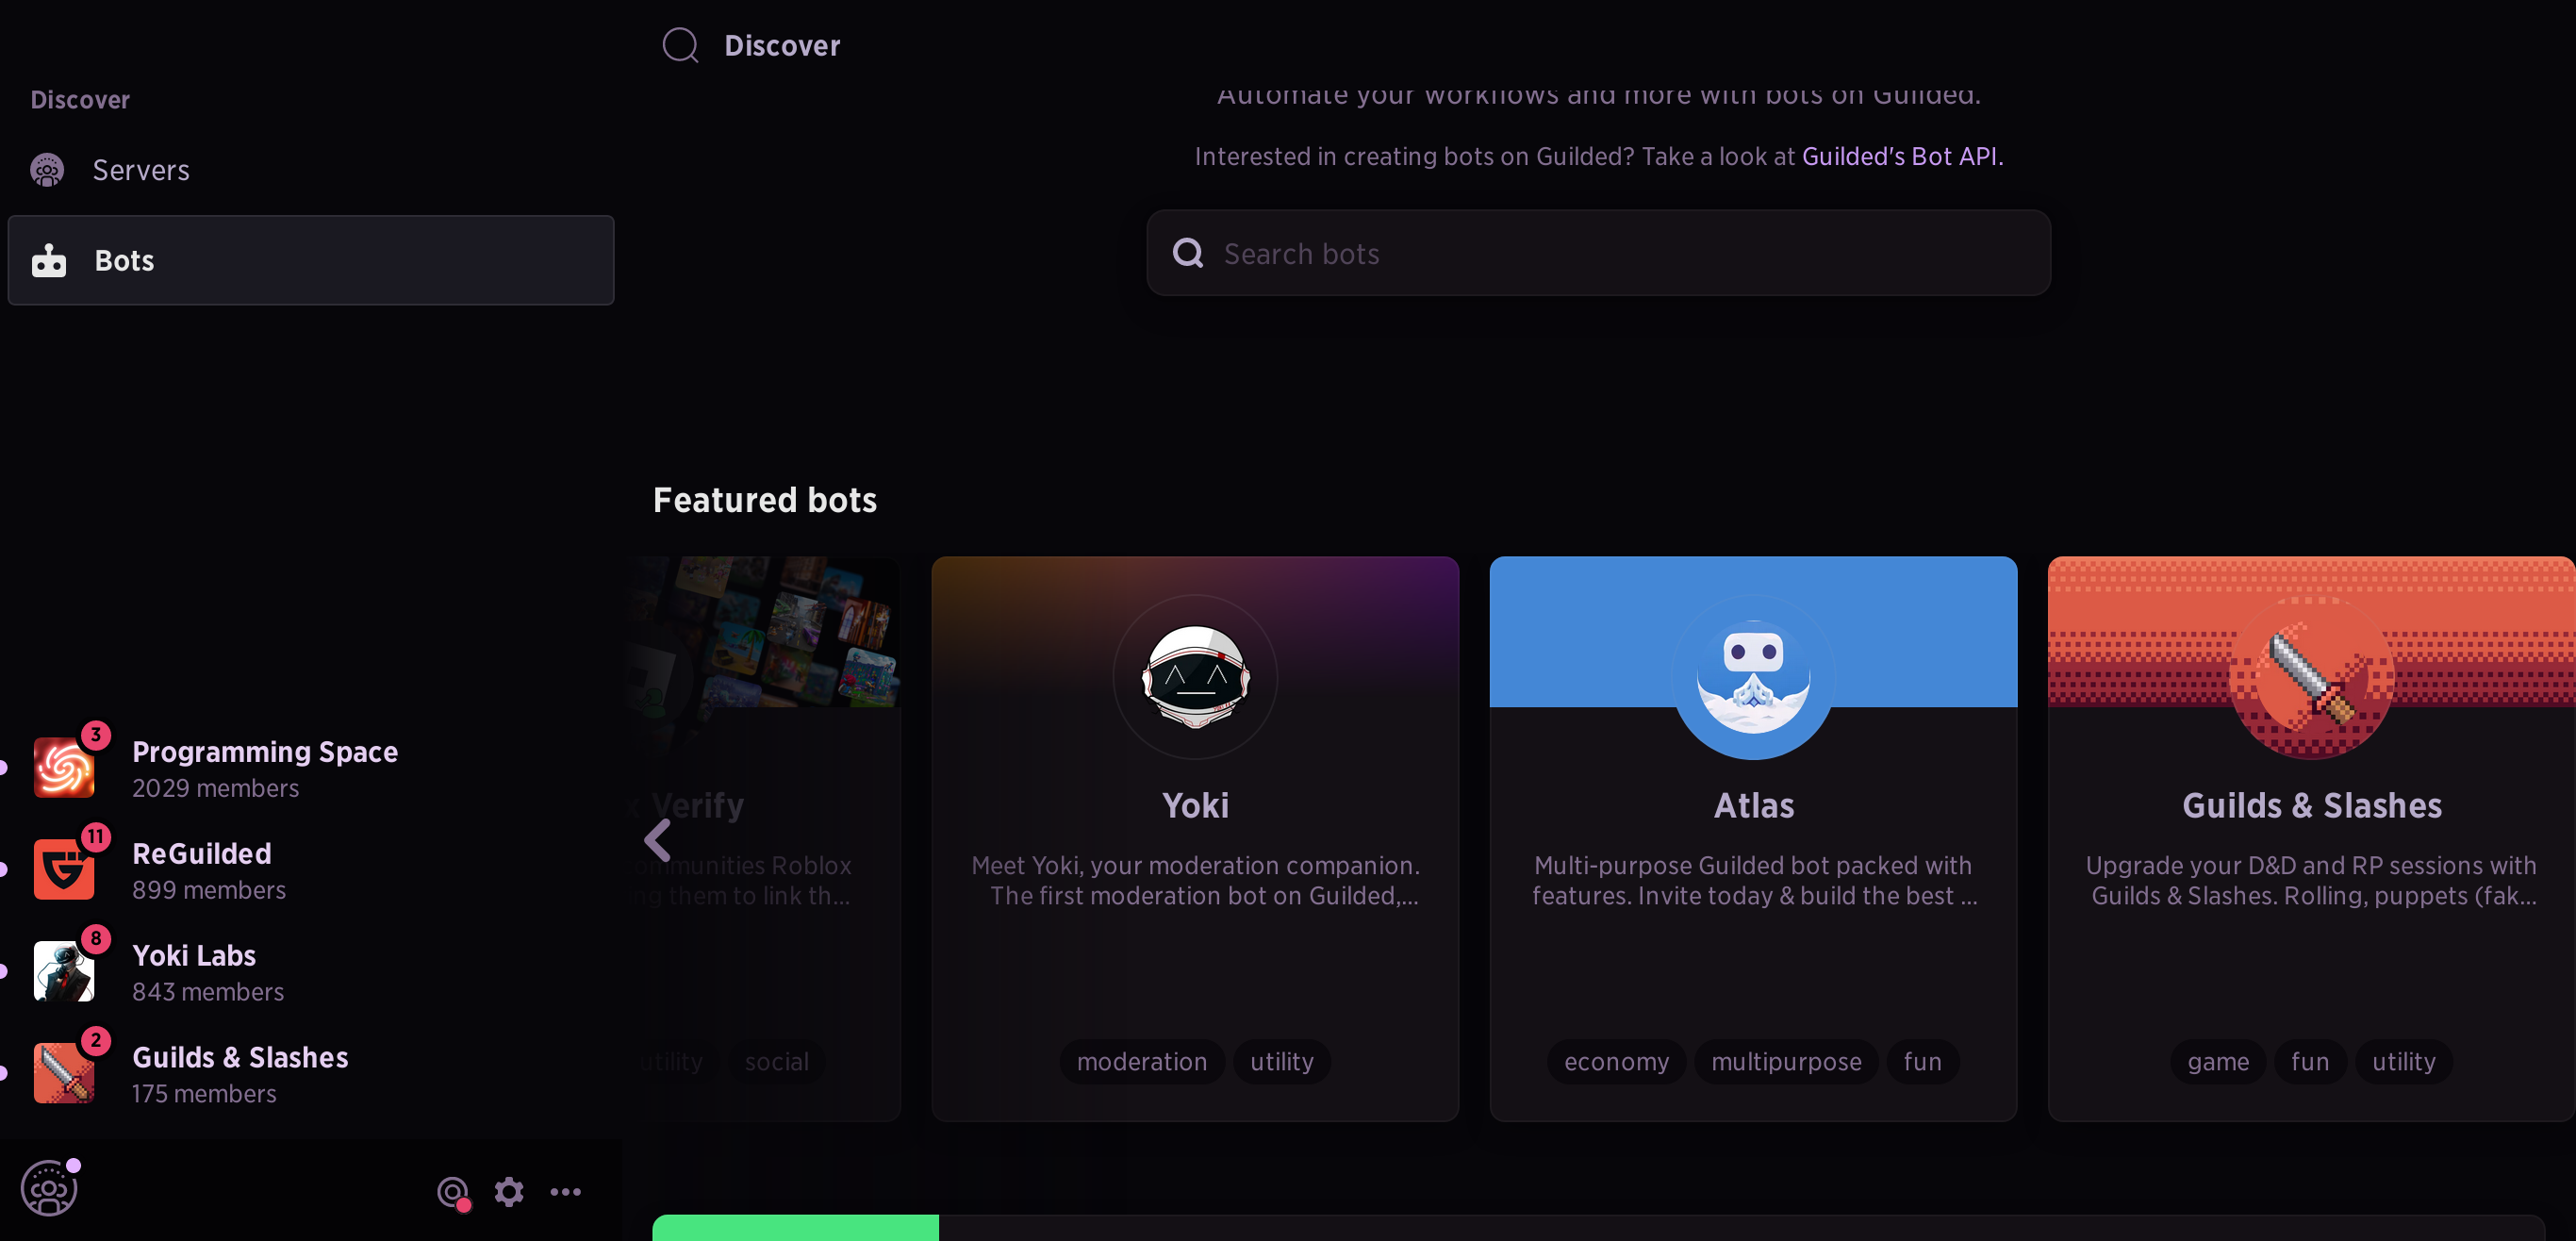 Discover
Servers
Bots
3
Programming Space
2029 members
11
ReGuilded
899 members
8
Yoki Labs
843 members
2
Guilds & Slashes
175 members
Discover
Automate your workflows and more with bots on Guilded.
Interested in creating bots on Guilded? Take a look at Guilded's Bot API.
Search bots
Featured bots
x Verify
ommunities Roblox
ng them to link th...
utility social
Yoki
Meet Yoki, your moderation companion.
The first moderation bot on Guilded,...
moderation utility
Atlas
Multi-purpose Guilded bot packed with
features. Invite today & build the best ...
economy multipurpose fun
Guilds & Slashes
Upgrade your D&D and RP sessions with
Guilds & Slashes. Rolling, puppets (fak...
game fun utility